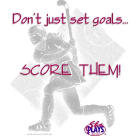 Don't just set goals...
SCORE THEM!
PLAYS